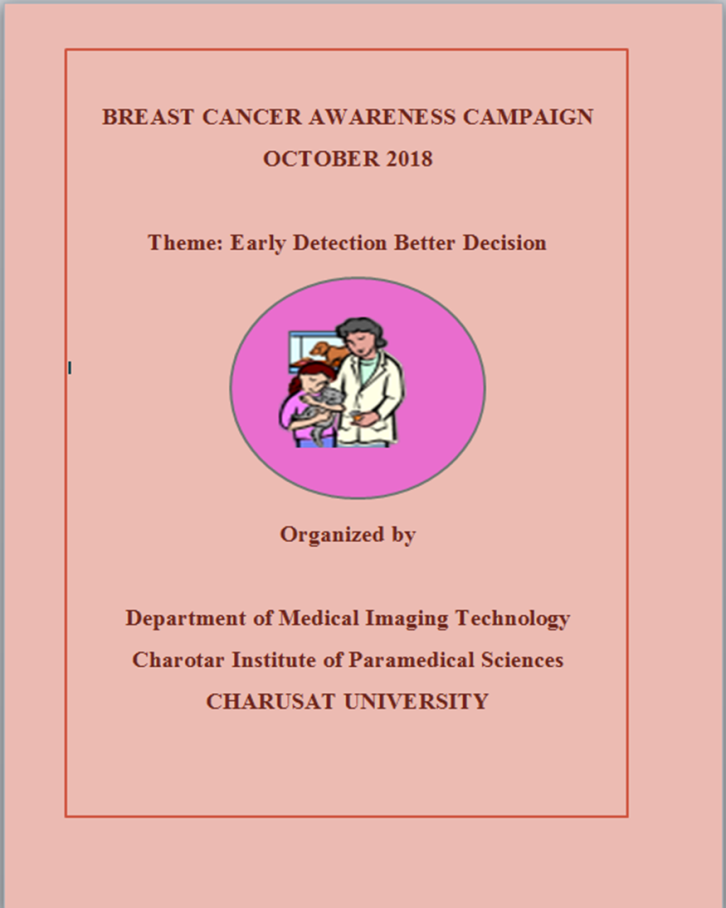 BREAST CANCER AWARENESS CAMPAIGN
OCTOBER 2018
Theme: Early Detection Better Decision
Organized by
Department of Medical Imaging Technology
Charotar Institute of Paramedical Sciences
CHARUSAT UNIVERSITY